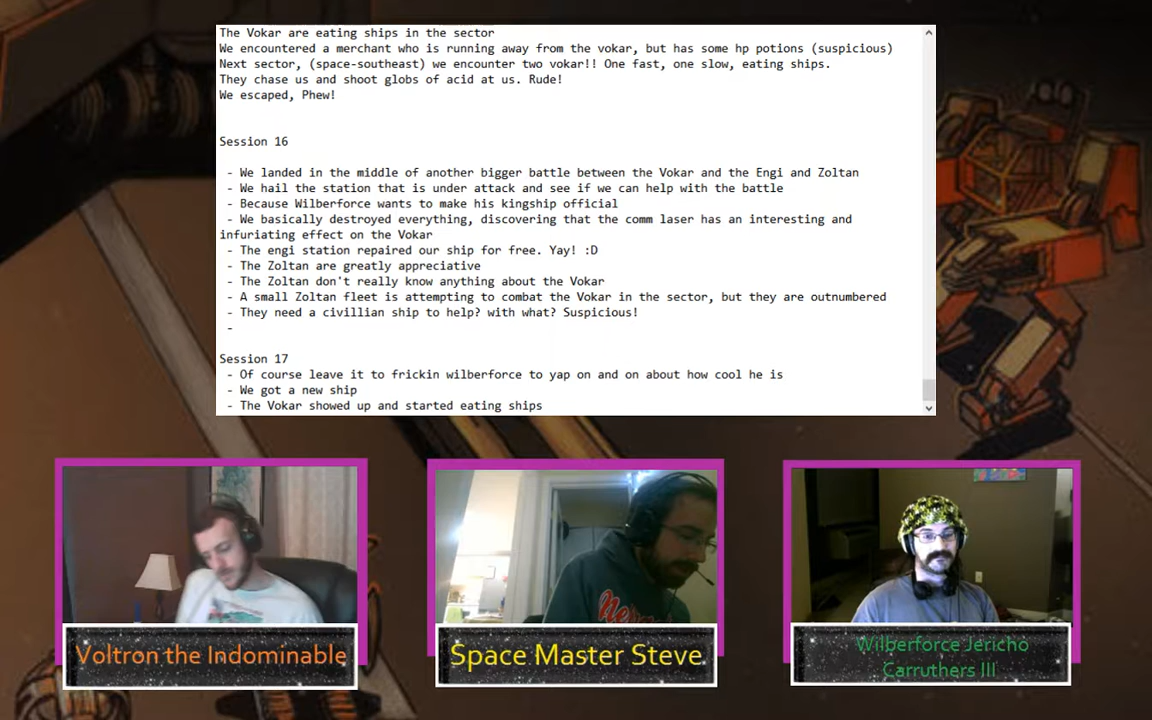 The Vokar are eating ships in the sector
We encountered a merchant who is running away from the vokar, but has some hp potions (suspicious)
Next sector, (space-southeast) we encounter two vokar!! One fast, one slow, eating ships.
They chase us and shoot globs of acid at us. Rude!
We escaped, Phew!
Session 16
- We landed in the middle of another bigger battle between the Vokar and the Engi and Zoltan
- We hail the station that is under attack and see if we can help with the battle
- Because Wilberforce wants to make his kingship official
- We basically destroyed everything, discovering that the comm laser has an interesting and
infuriating effect on the Vokar
- The engi station repaired our ship for free. Yay! :D
- The Zoltan are greatly appreciative
- The Zoltan don't really know anything about the Vokar
- A small Zoltan fleet is attempting to combat the Vokar in the sector, but they are outnumbered
- They need a civillian ship to help? with what? Suspicious!
-
Session 17
- Of course leave it to frickin wilberforce to yap on and on about how cool he is
- We got a new ship
- The Vokar showed up and started eating ships
Voltron the Indominable
Space Master Steve
Wilberforce Jericho
Carruthers III